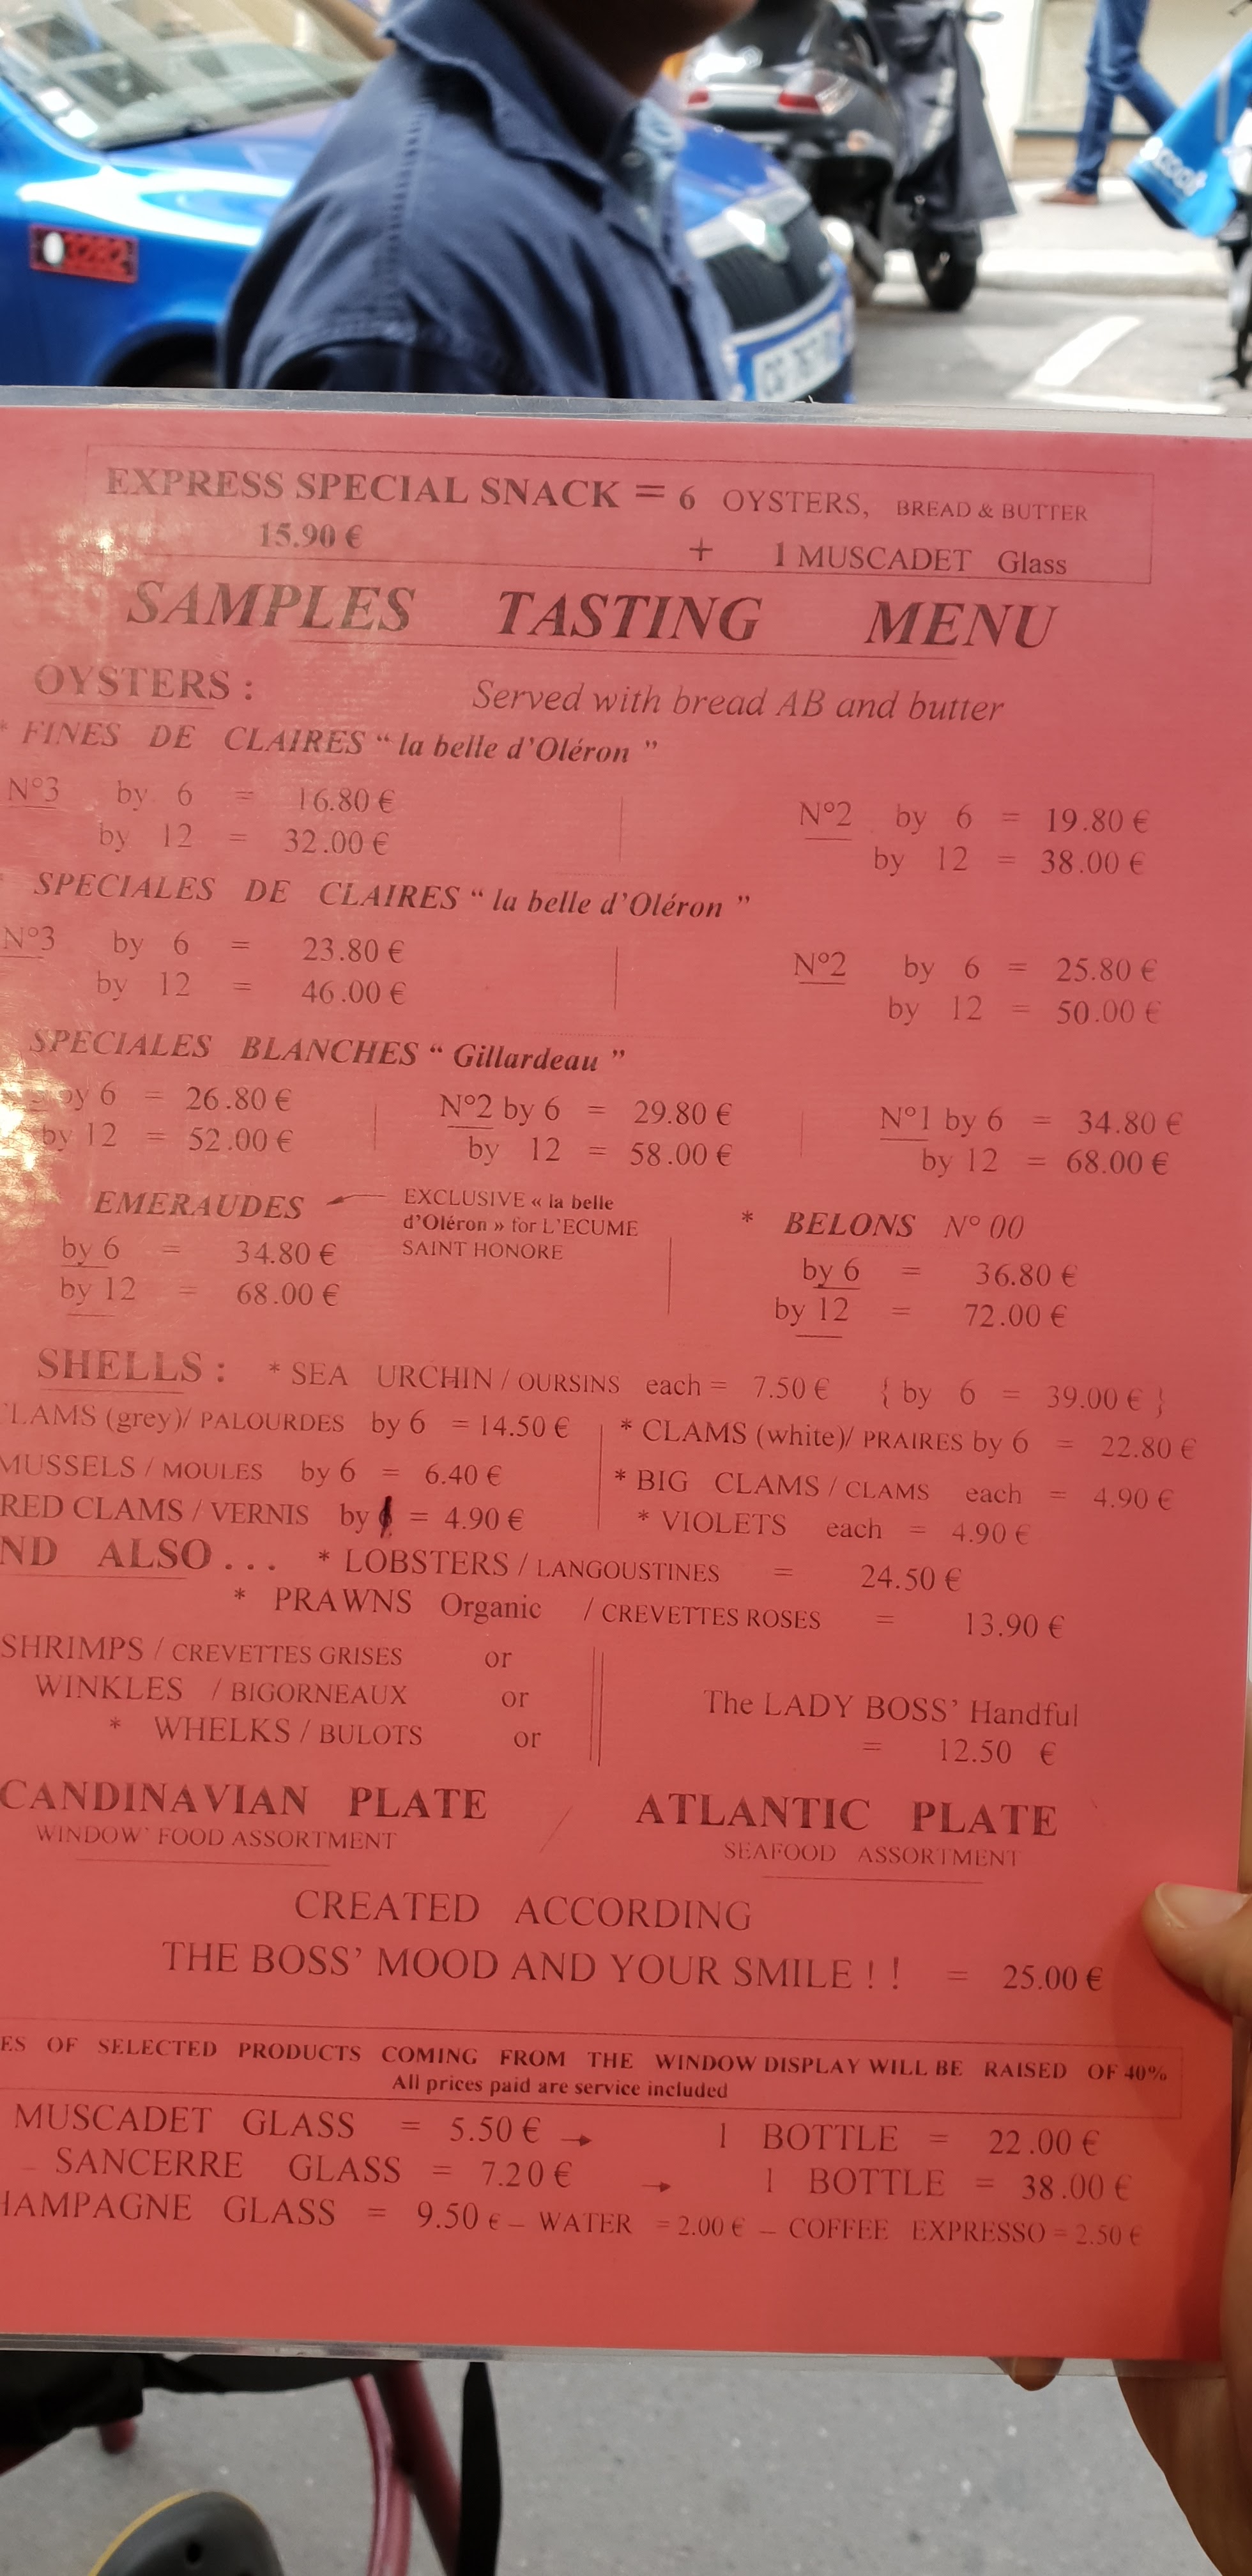 3282
cooc
CG 767
EXPRESS SPECIAL SNACK = 6 OYSTERS, BREAD & BUTTER
15.90 € + 1 MUSCADET Glass
SAMPLES TASTING MENU
OYSTERS : Served with bread AB and butter
* FINES DE CLAIRES “ la belle d’Oléron ”
N°3 by 6 = 16.80 € N°2 by 6 = 19.80 €
by 12 = 32.00 € by 12 = 38.00 €
* SPECIALES DE CLAIRES “ la belle d’Oléron ”
N°3 by 6 = 23.80 € N°2 by 6 = 25.80 €
by 12 = 46.00 € by 12 = 50.00 €
SPECIALES BLANCHES “ Gillardeau ”
by 6 = 26.80 € N°2 by 6 = 29.80 € N°1 by 6 = 34.80 €
by 12 = 52.00 € by 12 = 58.00 € by 12 = 68.00 €
EMERAUDES EXCLUSIVE « la belle
d’Oléron » for L’ECUME
SAINT HONORE
* BELONS N° 00
by 6 = 34.80 € by 6 = 36.80 €
by 12 = 68.00 € by 12 = 72.00 €
SHELLS : * SEA URCHIN / OURSINS each = 7.50 € { by 6 = 39.00 € }
LAMS (grey)/ PALOURDES by 6 = 14.50 € * CLAMS (white)/ PRAIRES by 6 = 22.80 €
MUSSELS / MOULES by 6 = 6.40 € * BIG CLAMS / CLAMS each = 4.90 €
RED CLAMS / VERNIS by = 4.90 € * VIOLETS each = 4.90 €
ND ALSO . . . * LOBSTERS / LANGOUSTINES = 24.50 €
* PRAWNS Organic / CREVETTES ROSES = 13.90 €
SHRIMPS / CREVETTES GRISES or
WINKLES / BIGORNEAUX or The LADY BOSS’ Handful
* WHELKS / BULOTS or = 12.50 €
CANDINAVIAN PLATE / ATLANTIC PLATE
WINDOW’ FOOD ASSORTMENT SEAFOOD ASSORTMENT
CREATED ACCORDING
THE BOSS’ MOOD AND YOUR SMILE ! ! = 25.00 €
ES OF SELECTED PRODUCTS COMING FROM THE WINDOW DISPLAY WILL BE RAISED OF 40%
All prices paid are service included
MUSCADET GLASS = 5.50 € → 1 BOTTLE = 22.00 €
– SANCERRE GLASS = 7.20 € → 1 BOTTLE = 38.00 €
HAMPAGNE GLASS = 9.50 € – WATER = 2.00 € – COFFEE EXPRESSO = 2.50 €